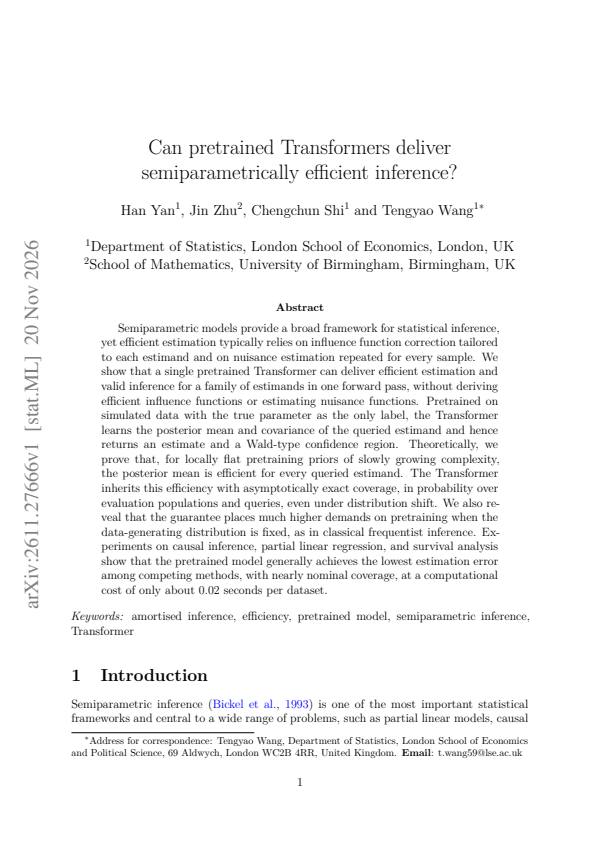 Can pretrained Transformers deliver
semiparametrically efficient inference?
Han Yan1, Jin Zhu2, Chengchun Shi1 and Tengyao Wang1*
1Department of Statistics, London School of Economics, London, UK
2School of Mathematics, University of Birmingham, Birmingham, UK
arXiv:2611.27666v1 [stat.ML] 20 Nov 2026
Abstract
Semiparametric models provide a broad framework for statistical inference,
yet efficient estimation typically relies on influence function correction tailored
to each estimand and on nuisance estimation repeated for every sample. We
show that a single pretrained Transformer can deliver efficient estimation and
valid inference for a family of estimands in one forward pass, without deriving
efficient influence functions or estimating nuisance functions. Pretrained on
simulated data with the true parameter as the only label, the Transformer
learns the posterior mean and covariance of the queried estimand and hence
returns an estimate and a Wald-type confidence region. Theoretically, we
prove that, for locally flat pretraining priors of slowly growing complexity,
the posterior mean is efficient for every queried estimand. The Transformer
inherits this efficiency with asymptotically exact coverage, in probability over
evaluation populations and queries, even under distribution shift. We also re-
veal that the guarantee places much higher demands on pretraining when the
data-generating distribution is fixed, as in classical frequentist inference. Ex-
periments on causal inference, partial linear regression, and survival analysis
show that the pretrained model generally achieves the lowest estimation error
among competing methods, with nearly nominal coverage, at a computational
cost of only about 0.02 seconds per dataset.
Keywords: amortised inference, efficiency, pretrained model, semiparametric inference,
Transformer
1 Introduction
Semiparametric inference (Bickel et al., 1993) is one of the most important statistical
frameworks and central to a wide range of problems, such as partial linear models, causal
*Address for correspondence: Tengyao Wang, Department of Statistics, London School of Economics
and Political Science, 69 Aldwych, London WC2B 4RR, United Kingdom. Email: t.wang59@lse.ac.uk
1